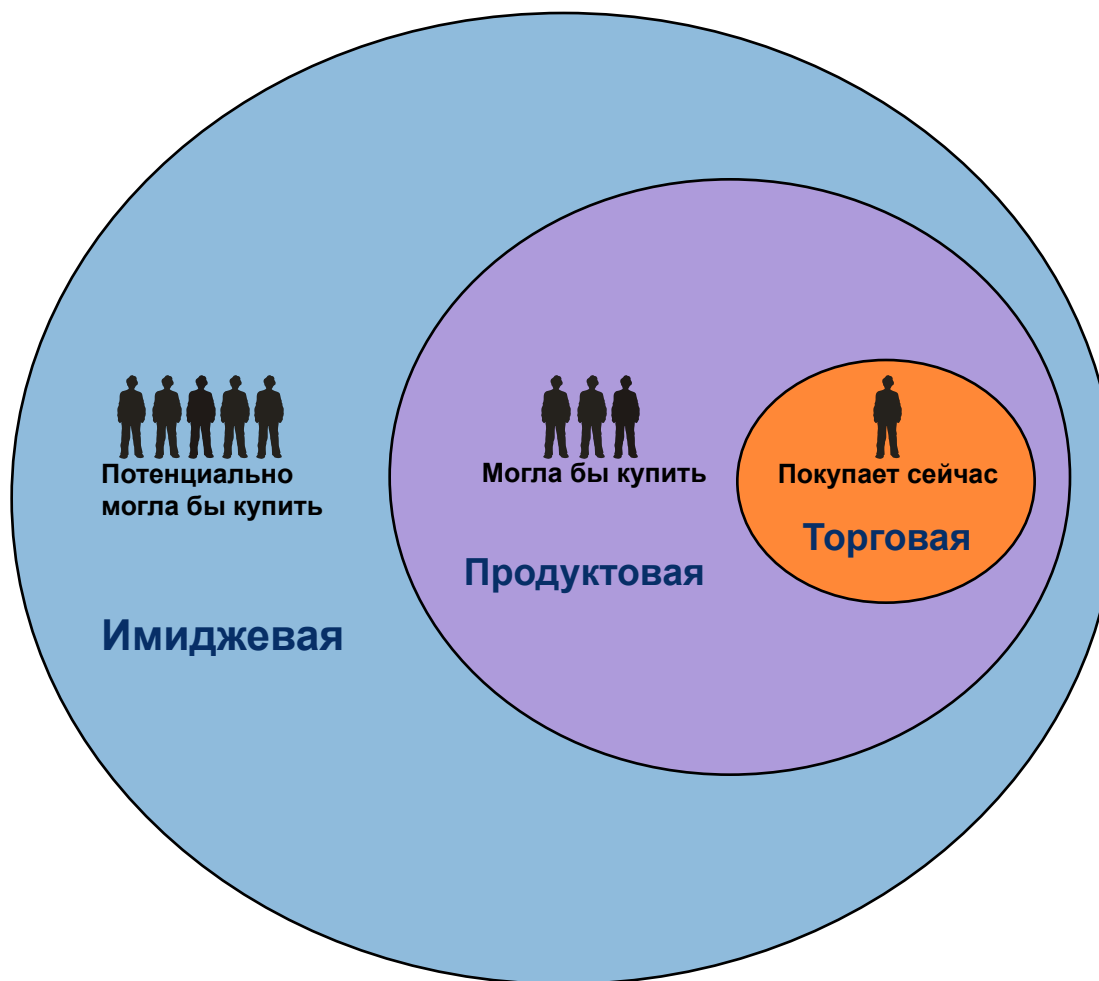 Потенциально
могла бы купить
Имиджевая
Могла бы купить
Продуктовая
Покупает сейчас
Торговая